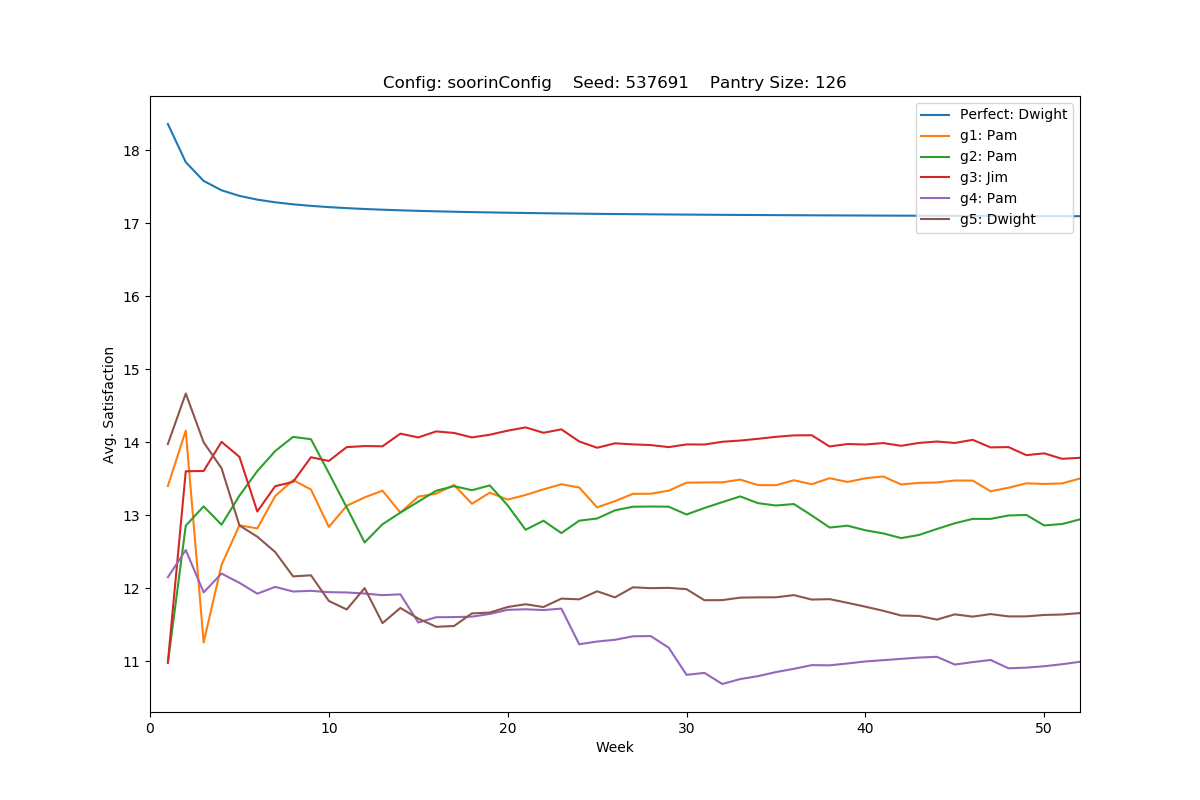 Config: soorinConfig    Seed: 537691    Pantry Size: 126
Perfect: Dwight
g1: Pam
g2: Pam
g3: Jim
g4: Pam
g5: Dwight
18
17
16
15
14
13
12
11
Avg. Satisfaction
0 10 20 30 40 50
Week